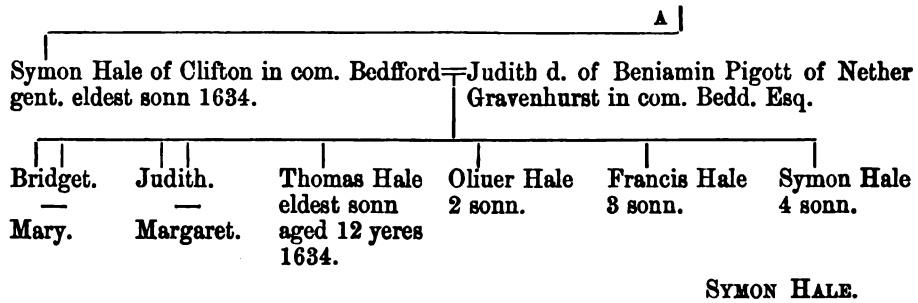 A
Symon Hale of Clifton in com. Bedfford=Judith d. of Beniamin Pigott of Nether
gent. eldest sonn 1634. Gravenhurst in com. Bedd. Esq.
Bridget. Judith. Thomas Hale Oliuer Hale Francis Hale Symon Hale
— — eldest sonn 2 sonn. 3 sonn. 4 sonn.
Mary. Margaret. aged 12 yeres
1634.
SYMON HALE.